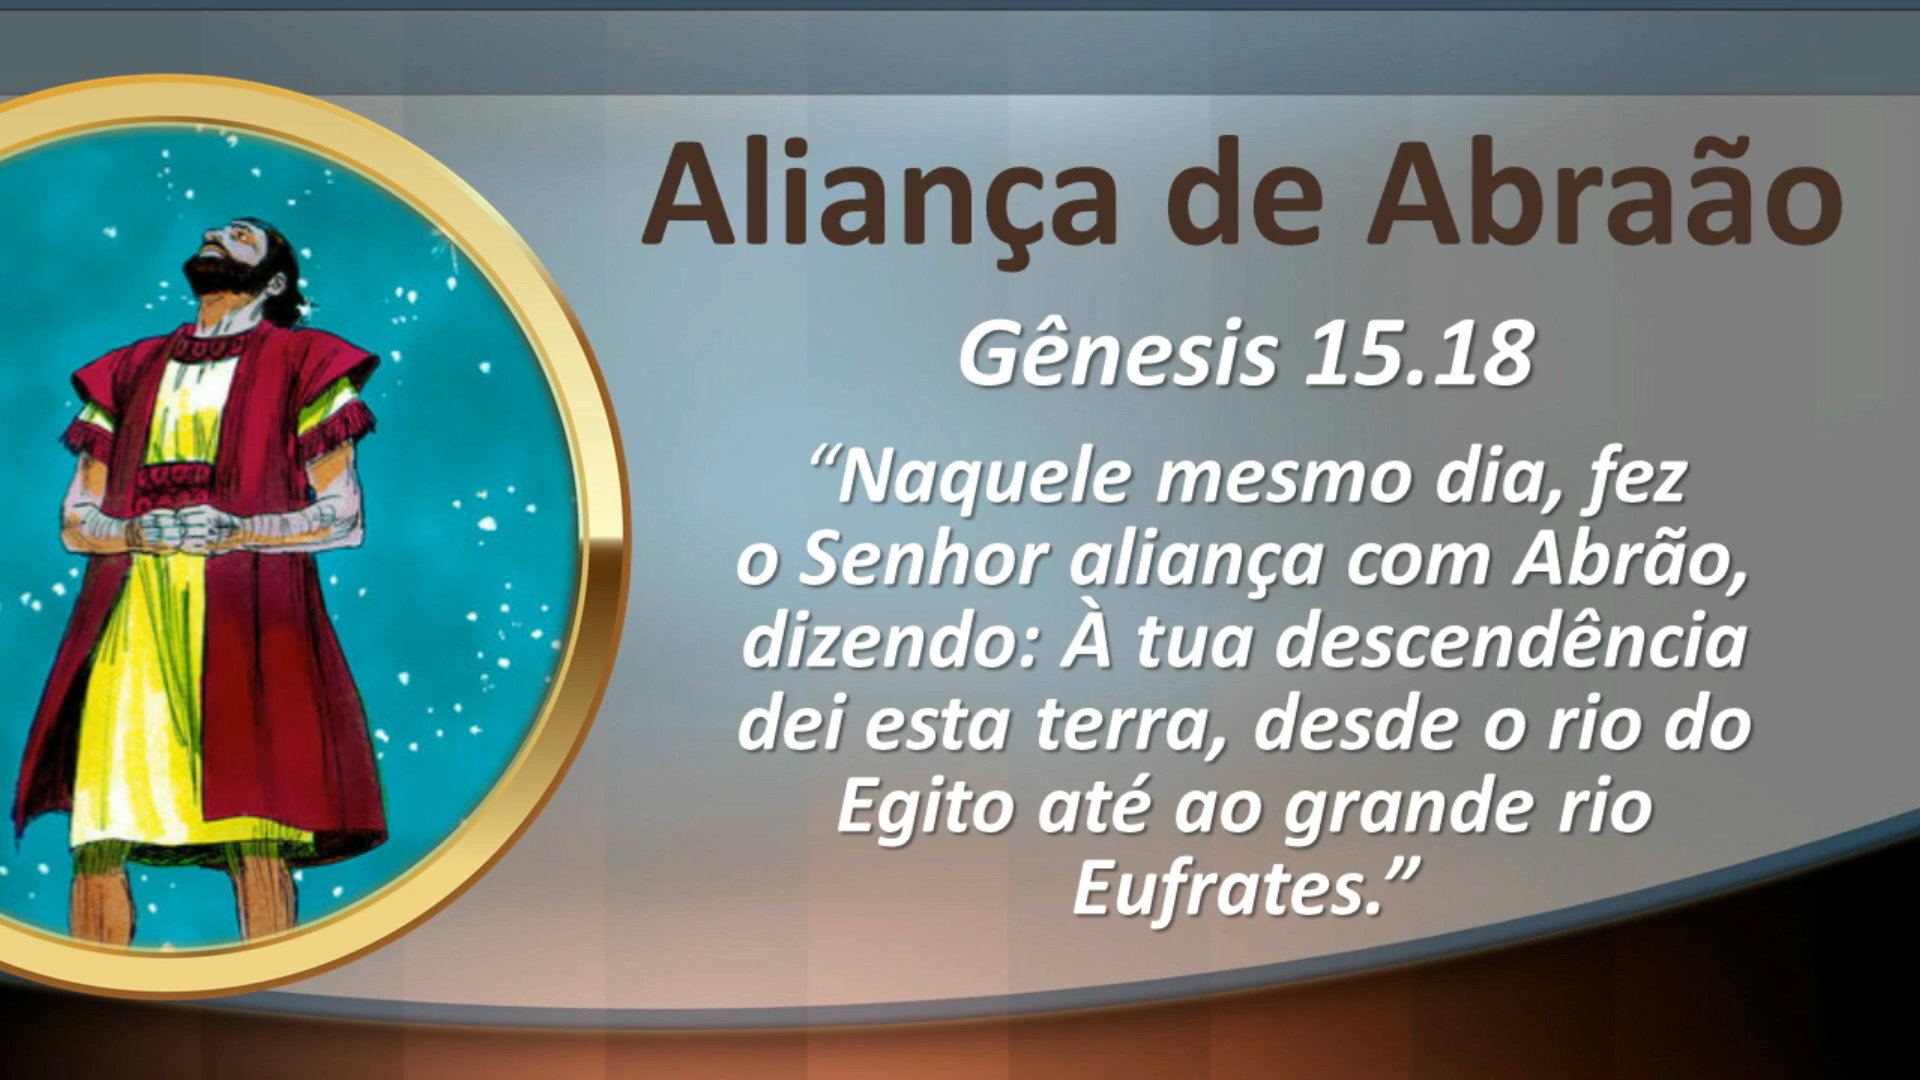 Aliança de Abraão
Gênesis 15.18
“Naquele mesmo dia, fez
o Senhor aliança com Abrão,
dizendo: À tua descendência
dei esta terra, desde o rio do
Egito até ao grande rio
Eufrates.”